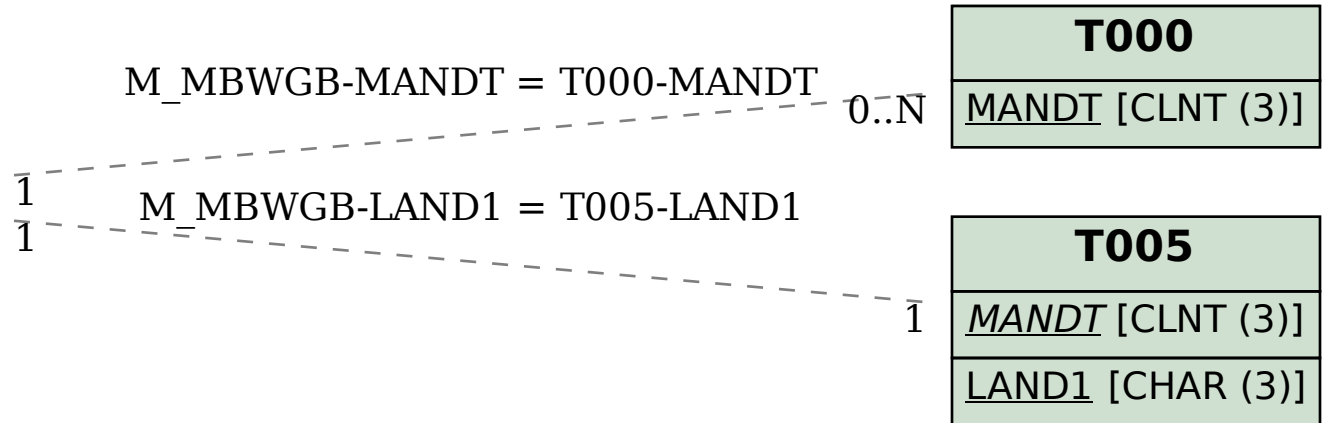 T000
M_MBWGB-MANDT = T000-MANDT
0..N
MANDT [CLNT (3)]
1
M_MBWGB-LAND1 = T005-LAND1
1
T005
1
MANDT [CLNT (3)]
LAND1 [CHAR (3)]